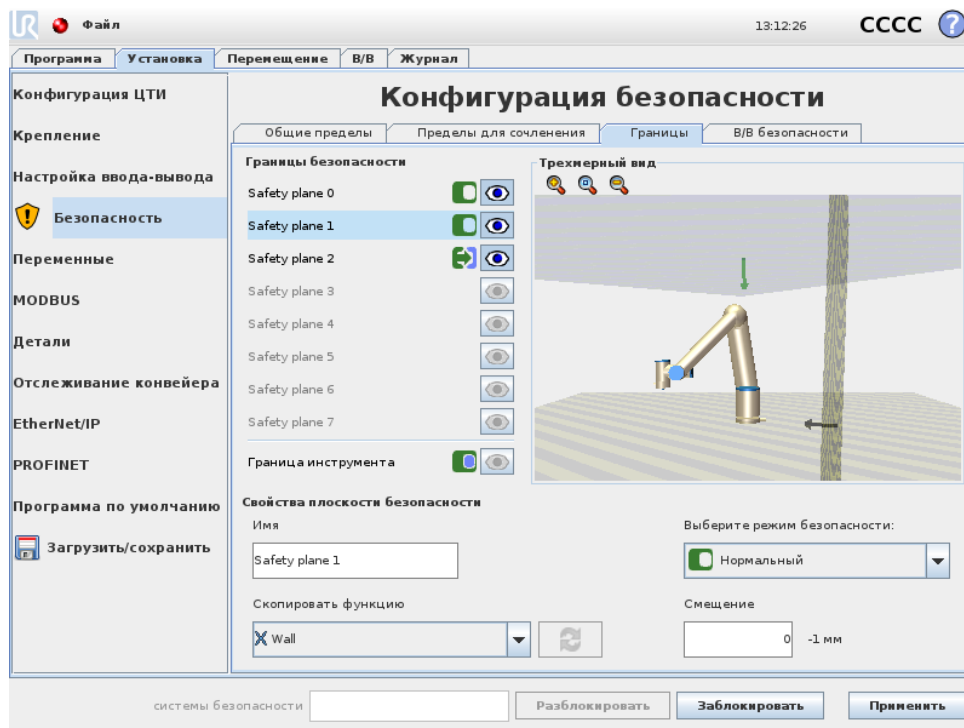 UR Файл 13:12:26 CCCC ?
Программа Установка Перемещение В/В Журнал
Конфигурация ЦТИ
Крепление
Настройка ввода-вывода
Безопасность
Переменные
MODBUS
Детали
Отслеживание конвейера
EtherNet/IP
PROFINET
Программа по умолчанию
Загрузить/сохранить
Конфигурация безопасности
Общие пределы Пределы для сочленения Границы В/В безопасности
Границы безопасности
Safety plane 0
Safety plane 1
Safety plane 2
Safety plane 3
Safety plane 4
Safety plane 5
Safety plane 6
Safety plane 7
Граница инструмента
Трехмерный вид
Свойства плоскости безопасности
Имя
Safety plane 1
Скопировать функцию
Wall
Выберите режим безопасности:
Нормальный
Смещение
0 -1 мм
системы безопасности Разблокировать Заблокировать Применить